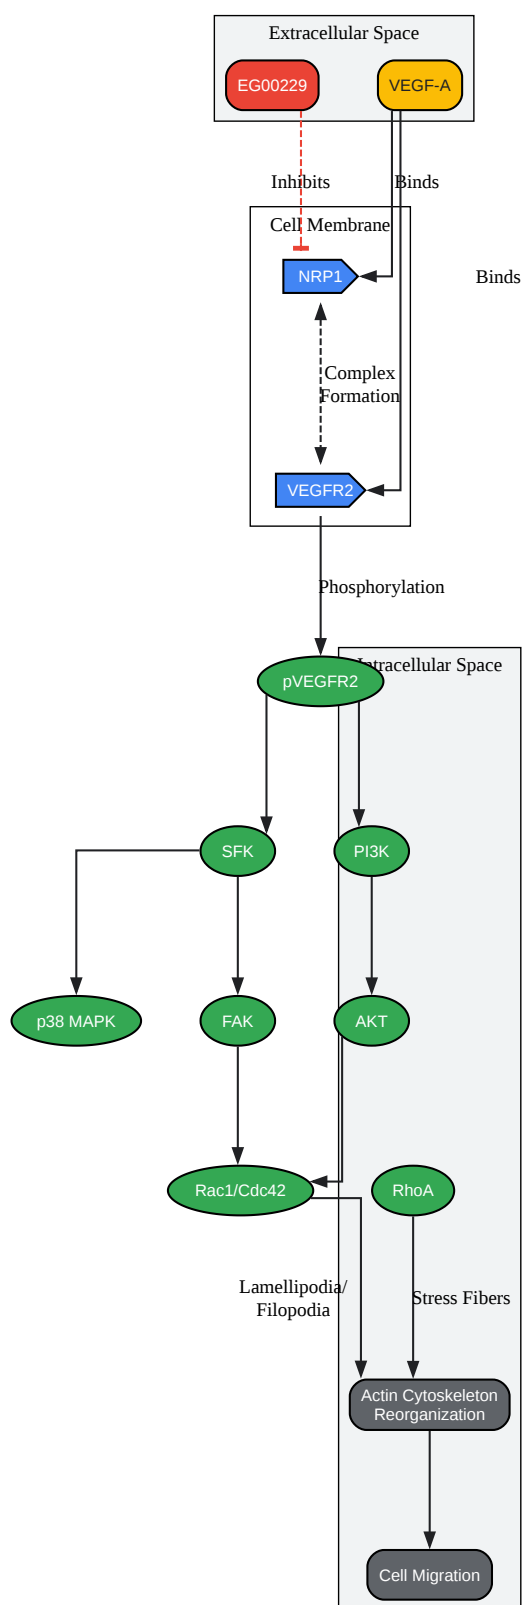 Extracellular Space
EG00229
VEGF-A
Inhibits
Binds
Cell Membrane
NRP1
Binds
Complex
Formation
VEGFR2
Phosphorylation
Intracellular Space
pVEGFR2
SFK
PI3K
p38 MAPK
FAK
AKT
Rac1/Cdc42
RhoA
Lamellipodia/
Filopodia
Stress Fibers
Actin Cytoskeleton
Reorganization
Cell Migration